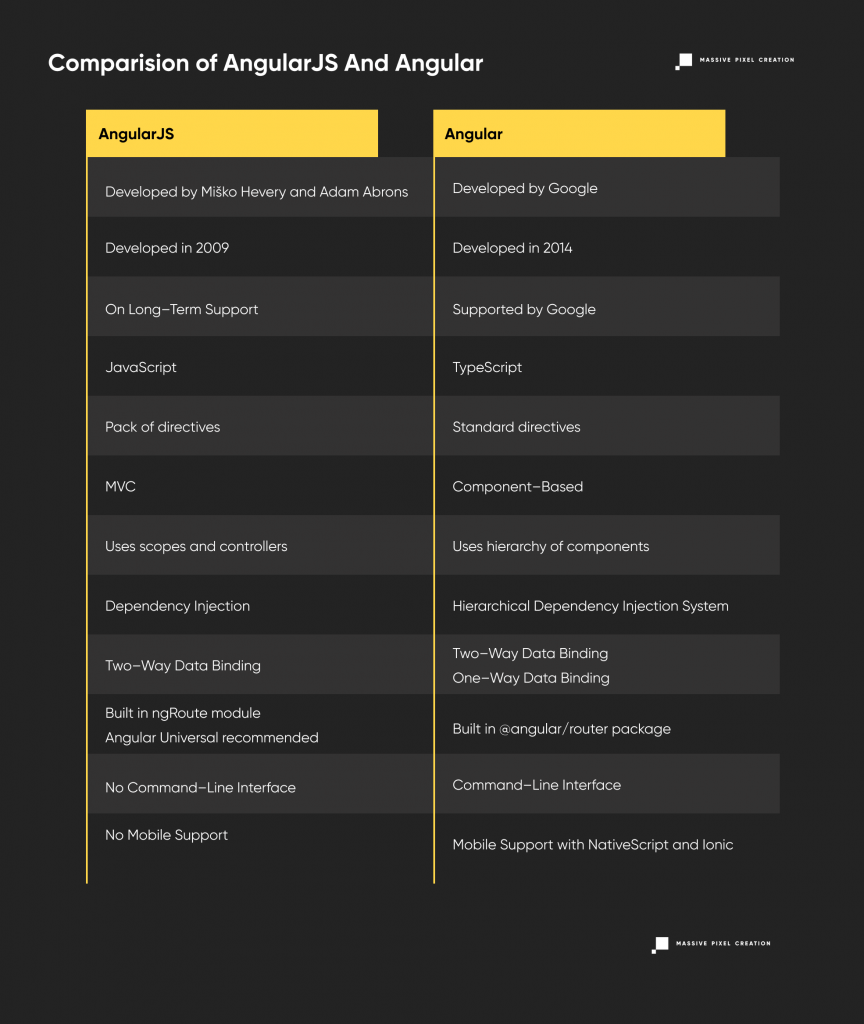 Comparision of AngularJS And Angular
MASSIVE PIXEL CREATION
AngularJS
Angular
Developed by Miško Hevery and Adam Abrons
Developed by Google
Developed in 2009
Developed in 2014
On Long-Term Support
Supported by Google
JavaScript
TypeScript
Pack of directives
Standard directives
MVC
Component-Based
Uses scopes and controllers
Uses hierarchy of components
Dependency Injection
Hierarchical Dependency Injection System
Two-Way Data Binding
Two-Way Data Binding
One-Way Data Binding
Built in ngRoute module
Angular Universal recommended
Built in @angular/router package
No Command-Line Interface
Command-Line Interface
No Mobile Support
Mobile Support with NativeScript and Ionic
MASSIVE PIXEL CREATION